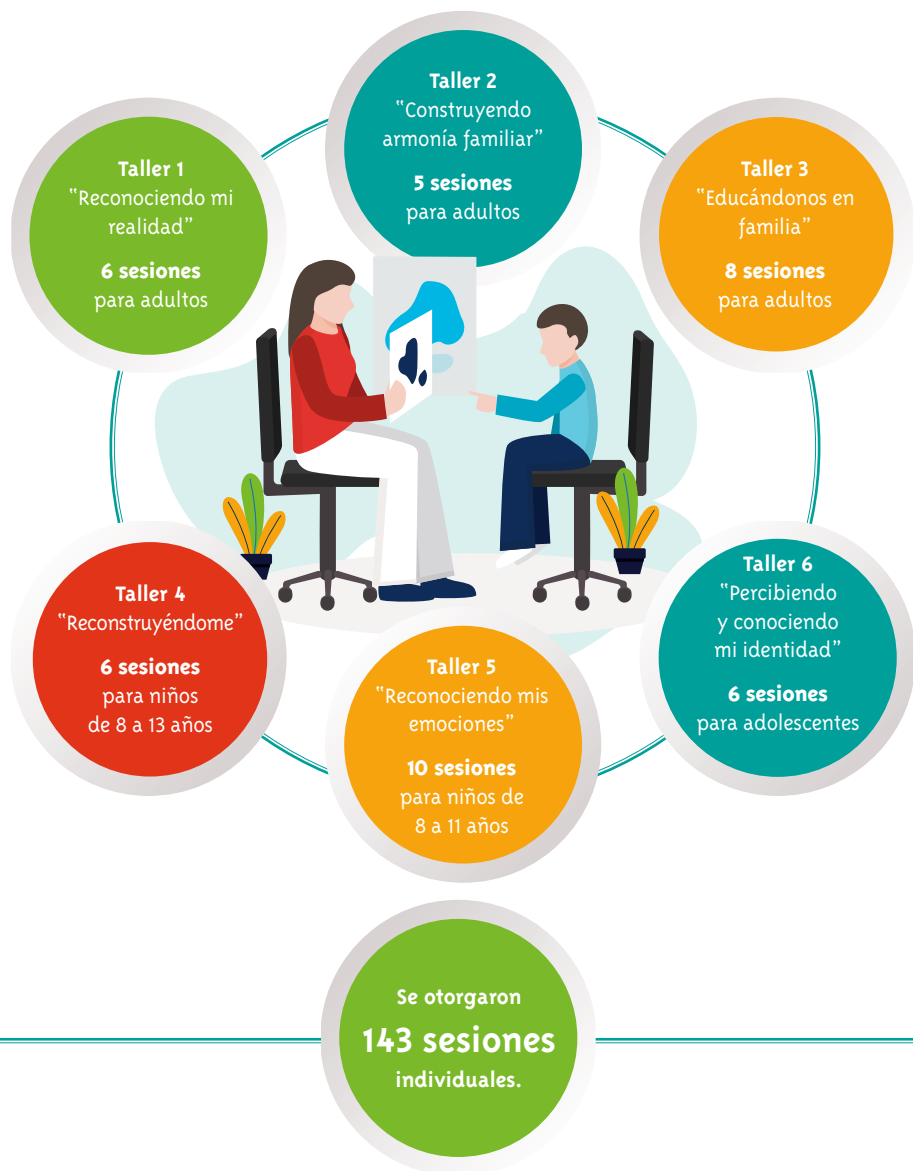 Taller 1
“Reconociendo mi
realidad”
6 sesiones
para adultos
Taller 2
“Construyendo
armonía familiar”
5 sesiones
para adultos
Taller 3
“Educándonos en
familia”
8 sesiones
para adultos
Taller 4
“Reconstruyéndome”
6 sesiones
para niños
de 8 a 13 años
Taller 5
“Reconociendo mis
emociones”
10 sesiones
para niños de
8 a 11 años
Taller 6
“Percibiendo
y conociendo
mi identidad”
6 sesiones
para adolescentes
Se otorgaron
143 sesiones
individuales.